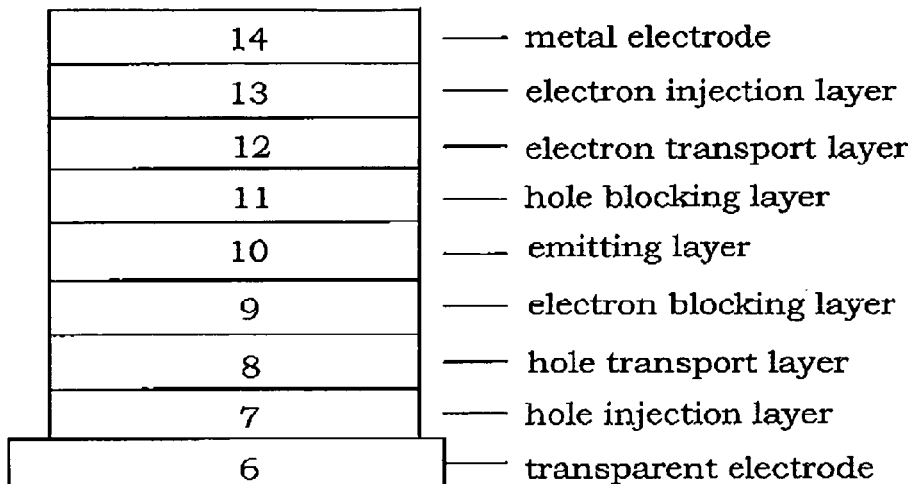 14 metal electrode
13 electron injection layer
12 electron transport layer
11 hole blocking layer
10 emitting layer
9 electron blocking layer
8 hole transport layer
7 hole injection layer
6 transparent electrode